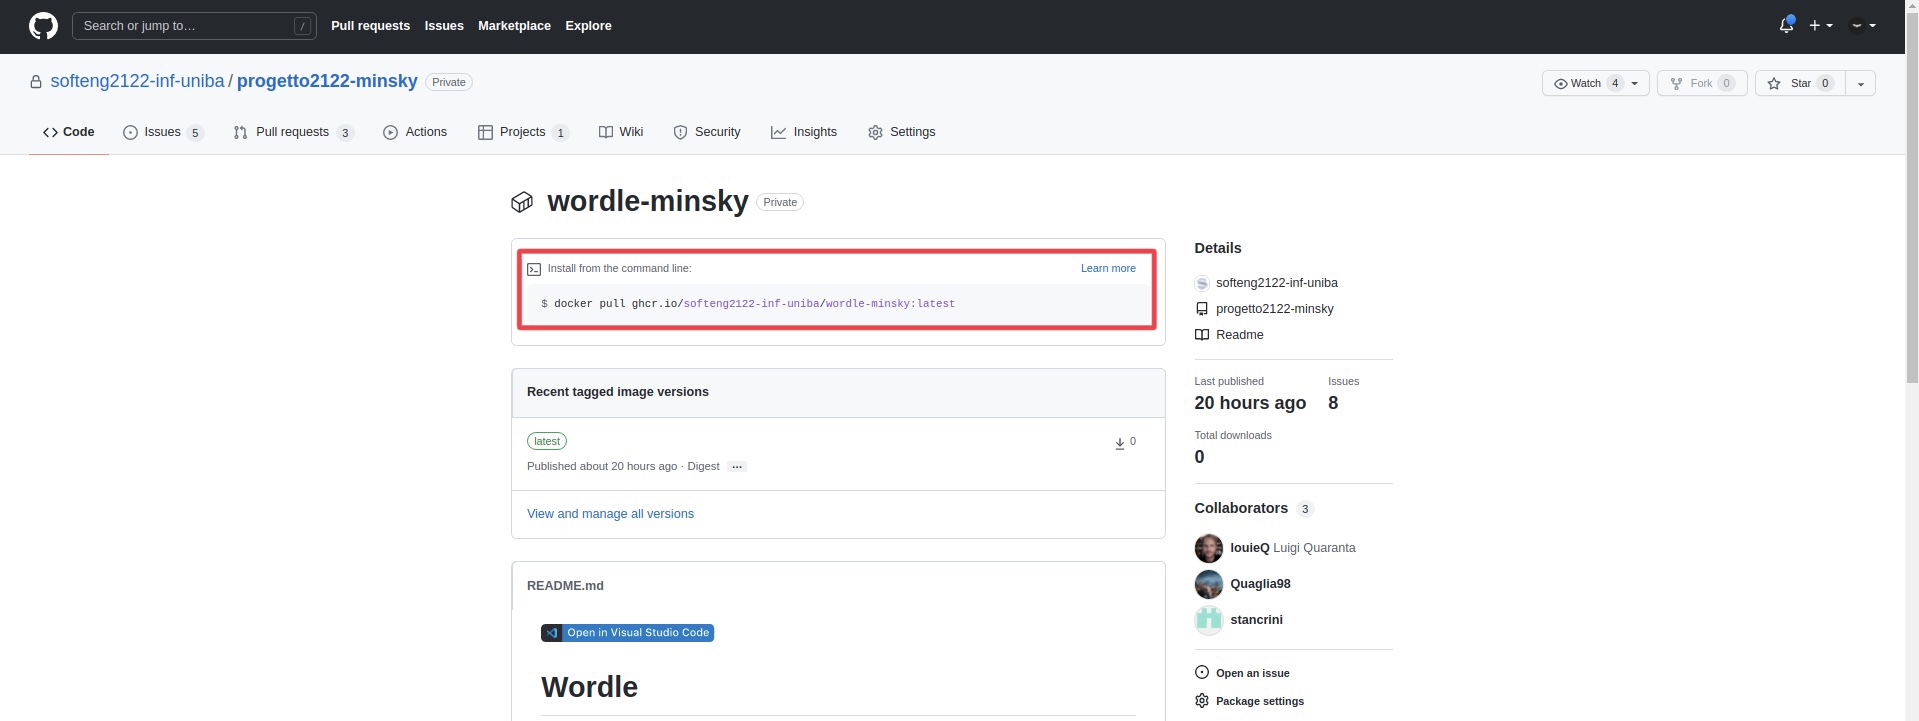 Search or jump to… /
Pull requests Issues Marketplace Explore
softeng2122-inf-uniba / progetto2122-minsky Private
Watch 4 Fork 0 Star 0
Code Issues 5 Pull requests 3 Actions Projects 1 Wiki Security Insights Settings
wordle-minsky Private
Install from the command line: Learn more
$ docker pull ghcr.io/softeng2122-inf-uniba/wordle-minsky:latest
Recent tagged image versions
latest 0
Published about 20 hours ago · Digest …
View and manage all versions
README.md
Open in Visual Studio Code
Wordle
Details
softeng2122-inf-uniba
progetto2122-minsky
Readme
Last published Issues
20 hours ago 8
Total downloads
0
Collaborators 3
louieQ Luigi Quaranta
Quaglia98
stancrini
Open an issue
Package settings